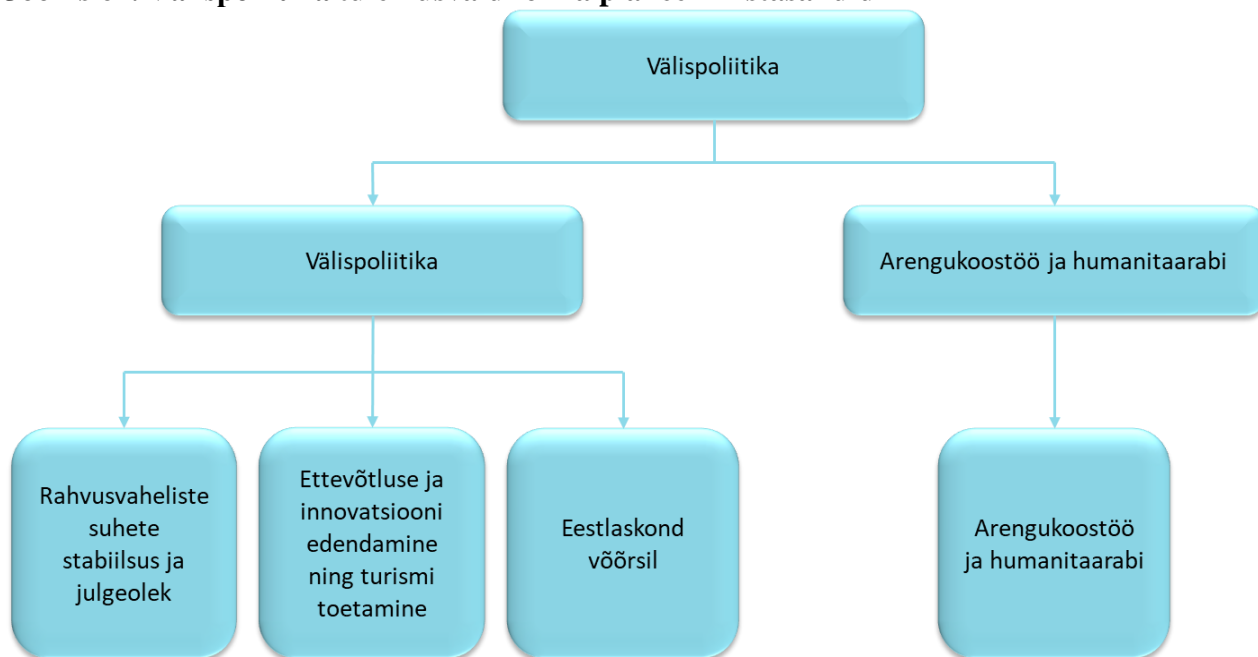 Välispoliitika
Välispoliitika
Arengukoostöö ja humanitaarabi
Rahvusvaheliste
suhete
stabiilsus ja
julgeolek
Ettevõtluse ja
innovatsiooni
edendamine
ning turismi
toetamine
Eestlaskond
võõrsil
Arengukoostöö
ja humanitaarabi